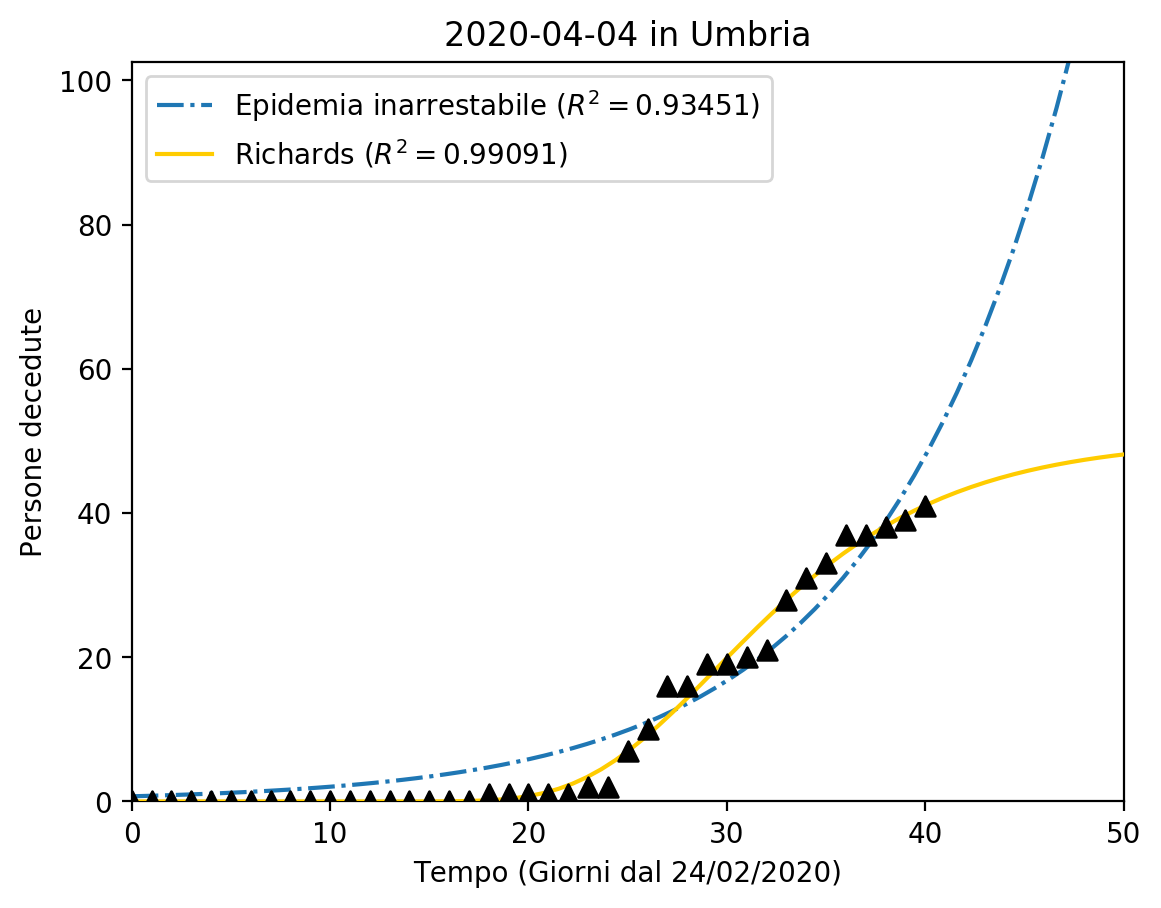 2020-04-04 in Umbria
Epidemia inarrestabile (R² = 0.93451)
Richards (R² = 0.99091)
Persone decedute
100
80
60
40
20
0
0 10 20 30 40 50
Tempo (Giorni dal 24/02/2020)